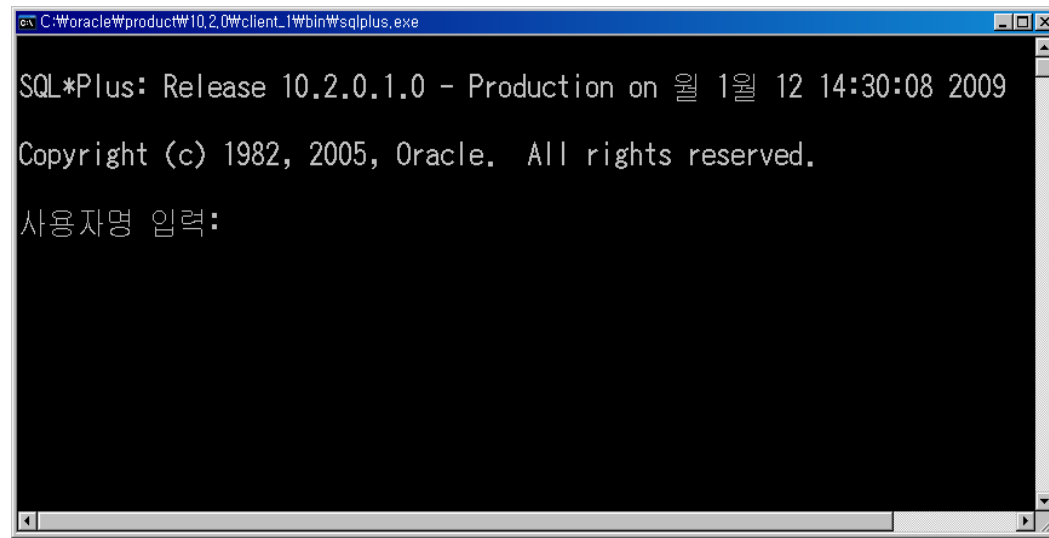 C:₩oracle₩product₩10.2.0₩client_1₩bin₩sqlplus.exe
SQL*Plus: Release 10.2.0.1.0 - Production on 월 1월 12 14:30:08 2009
Copyright (c) 1982, 2005, Oracle.  All rights reserved.
사용자명 입력: